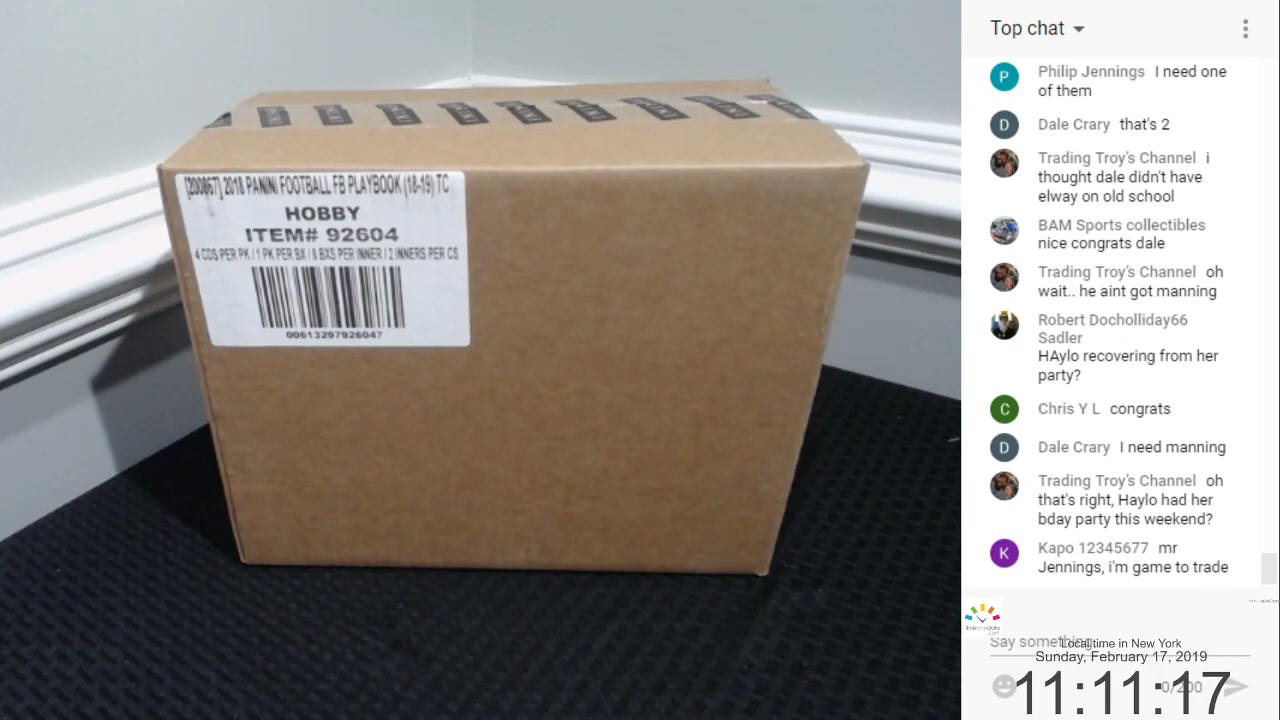 [200867] 2018 PANINI FOOTBALL FB PLAYBOOK (18-19) TC
HOBBY
ITEM# 92604
4 CDS PER PK / 1 PK PER BX / 8 BXS PER INNER / 2 INNERS PER CS
00613297926047
Top chat
Philip Jennings I need one
of them
Dale Crary that's 2
Trading Troy's Channel i
thought dale didn't have
elway on old school
BAM Sports collectibles
nice congrats dale
Trading Troy's Channel oh
wait.. he aint got manning
Robert Docholliday66
Sadler
HAylo recovering from her
party?
Chris Y L congrats
Dale Crary I need manning
Trading Troy's Channel oh
that's right, Haylo had her
bday party this weekend?
Kapo 12345677 mr
Jennings, i'm game to trade
Say something...
Local time in New York
Sunday, February 17, 2019
0/200
11:11:17